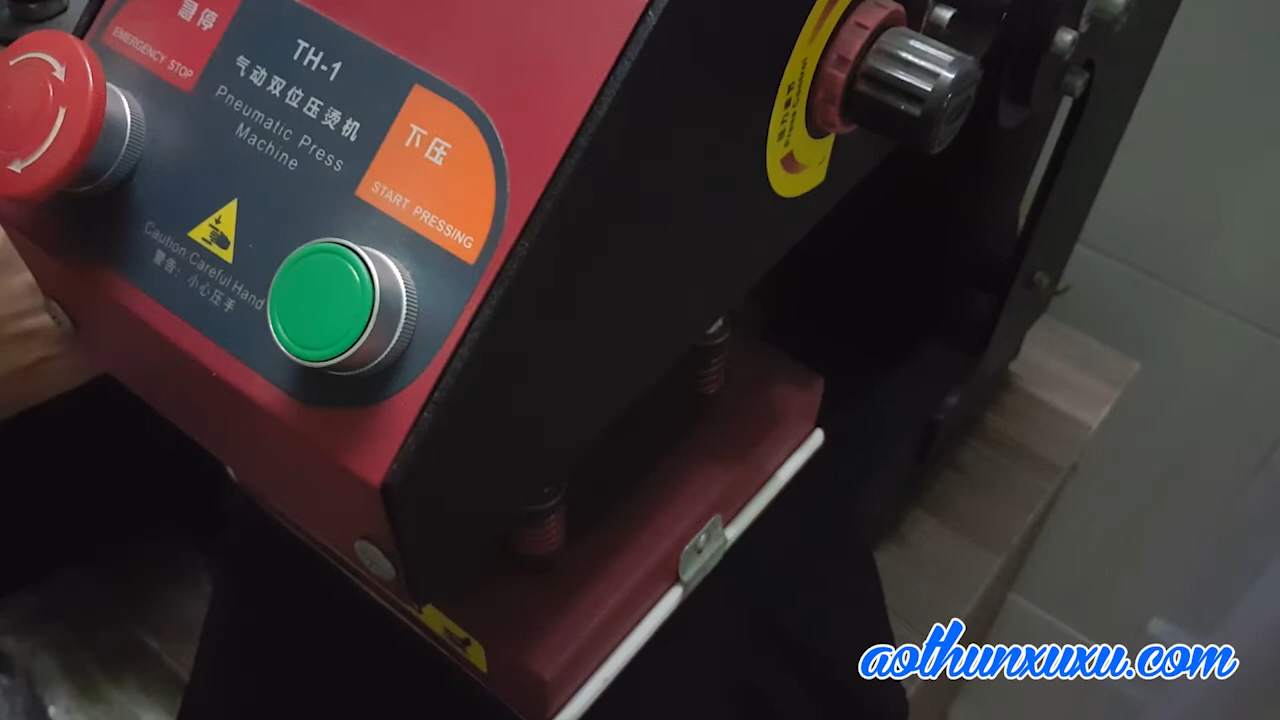 急停
EMERGENCY STOP
TH-1
气动双位压烫机
Pneumatic Press
Machine
下压
START PRESSING
Caution:Careful Hand
警告: 小心压手
aothunxuxu.com